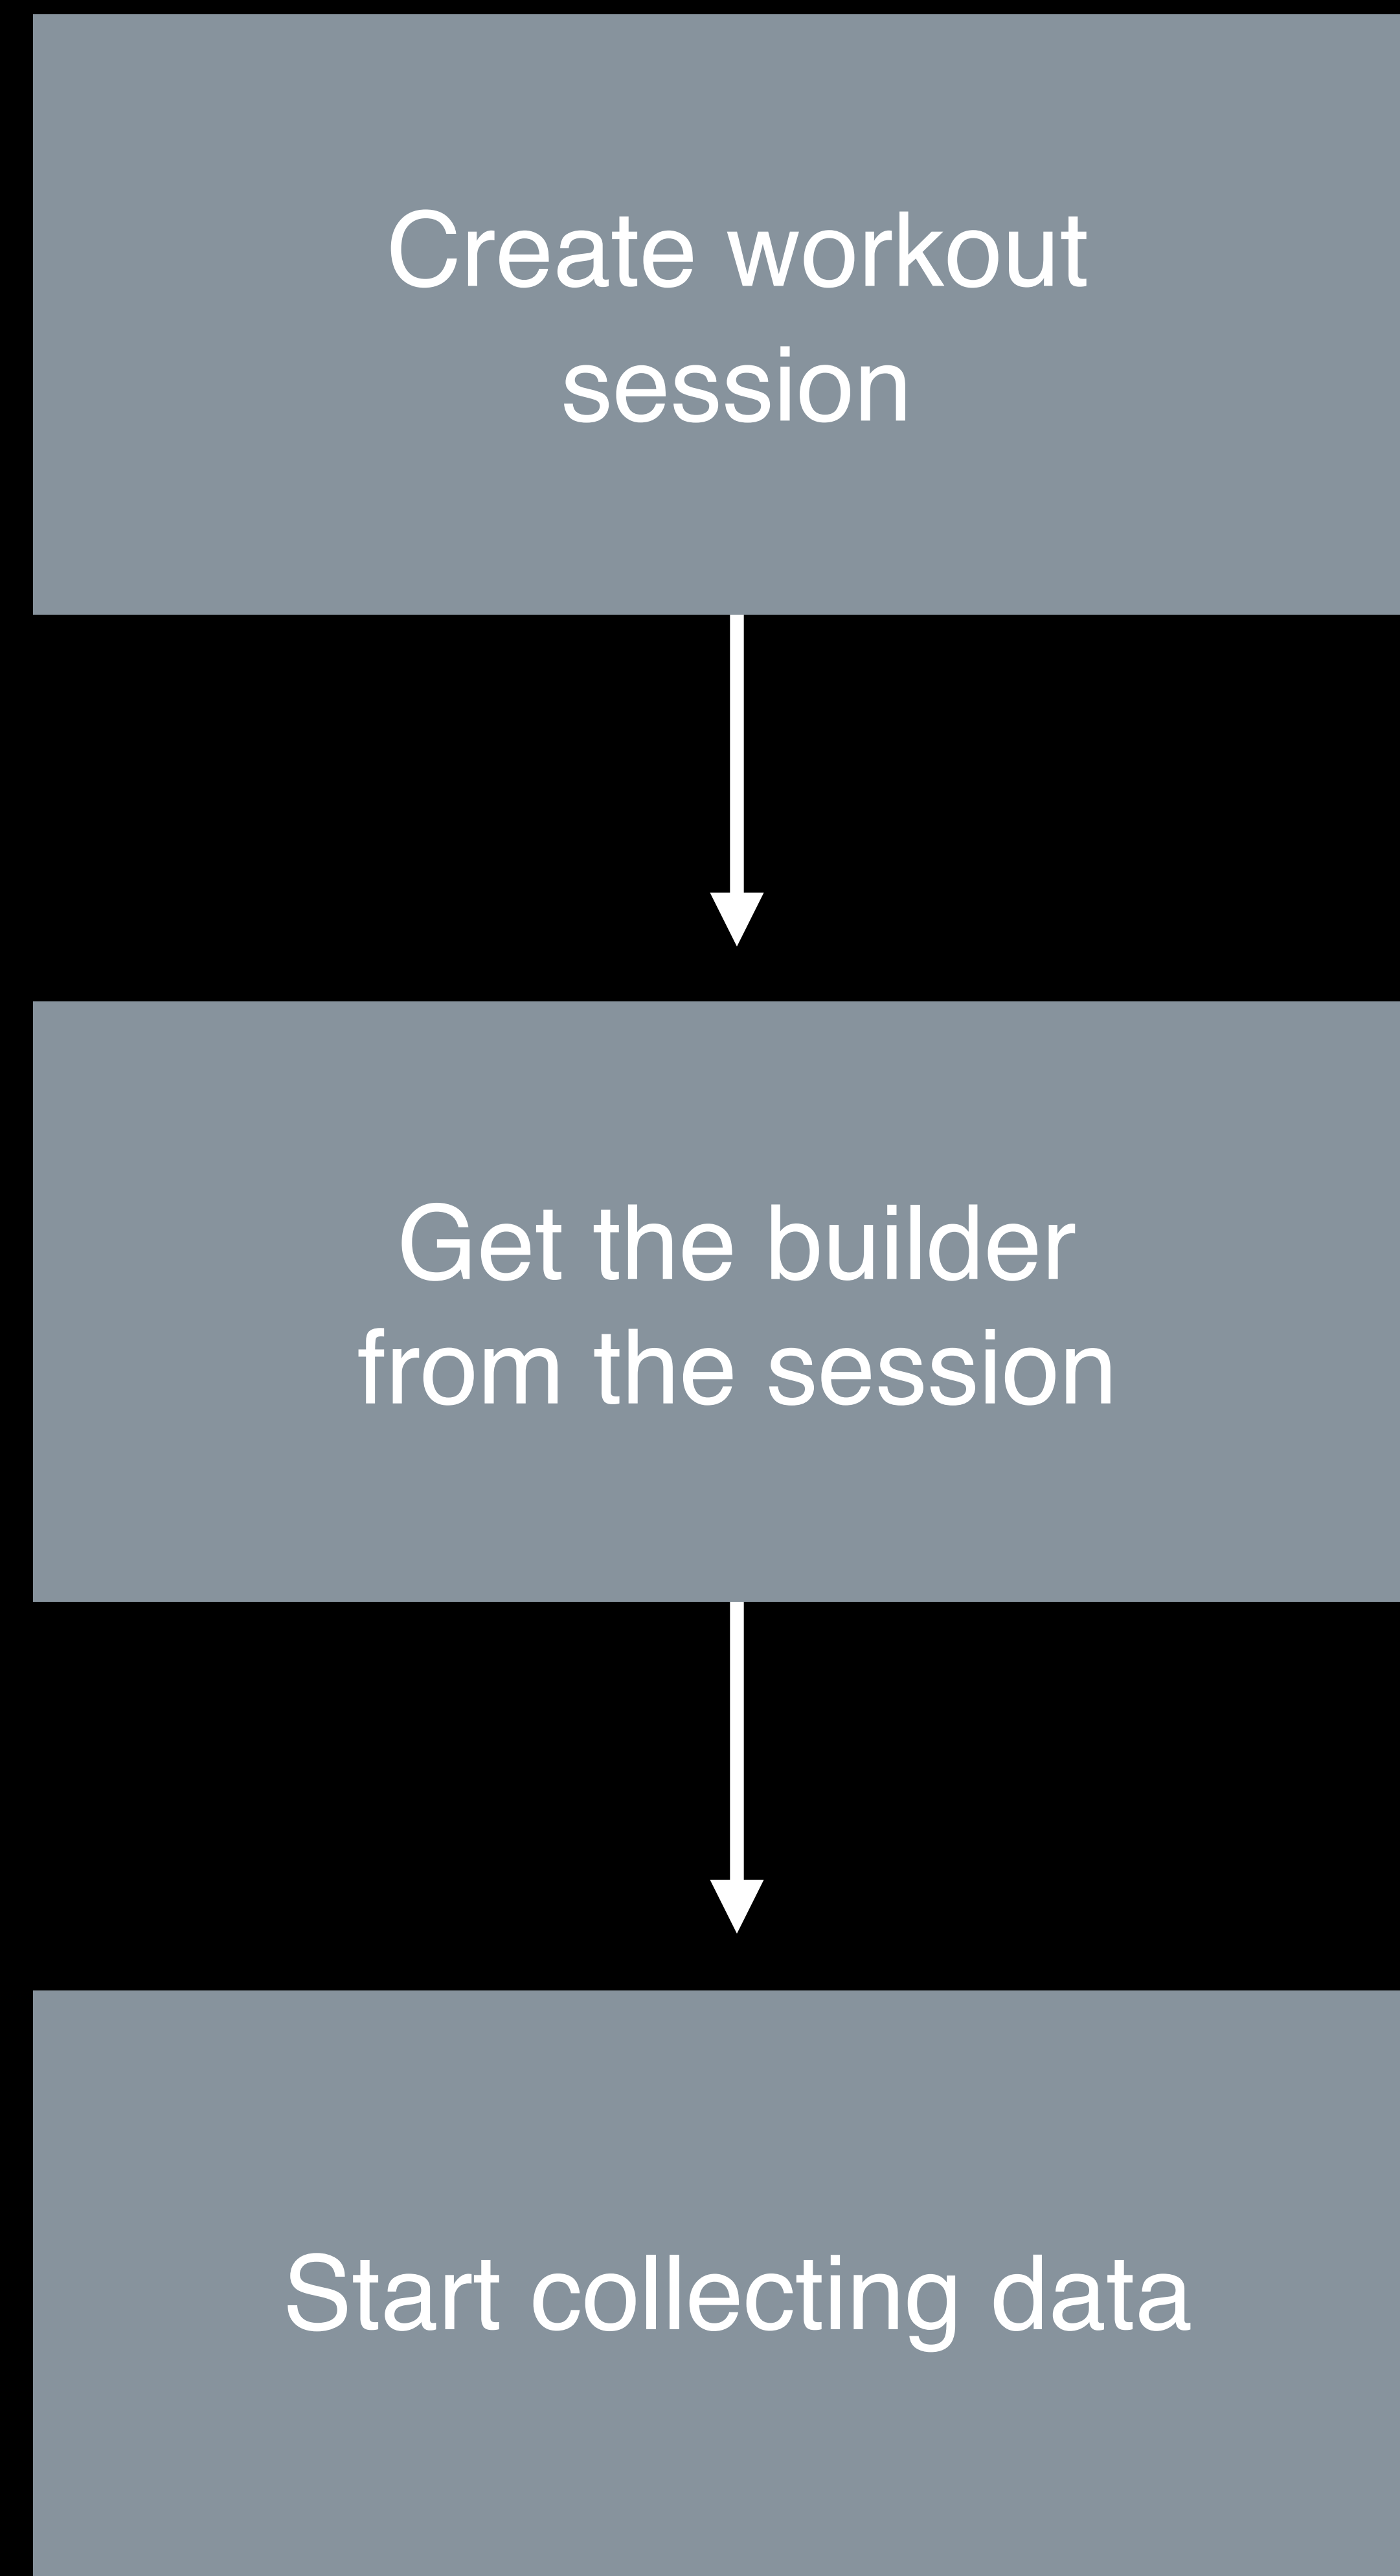 Create workout
session
Get the builder
from the session
Start collecting data